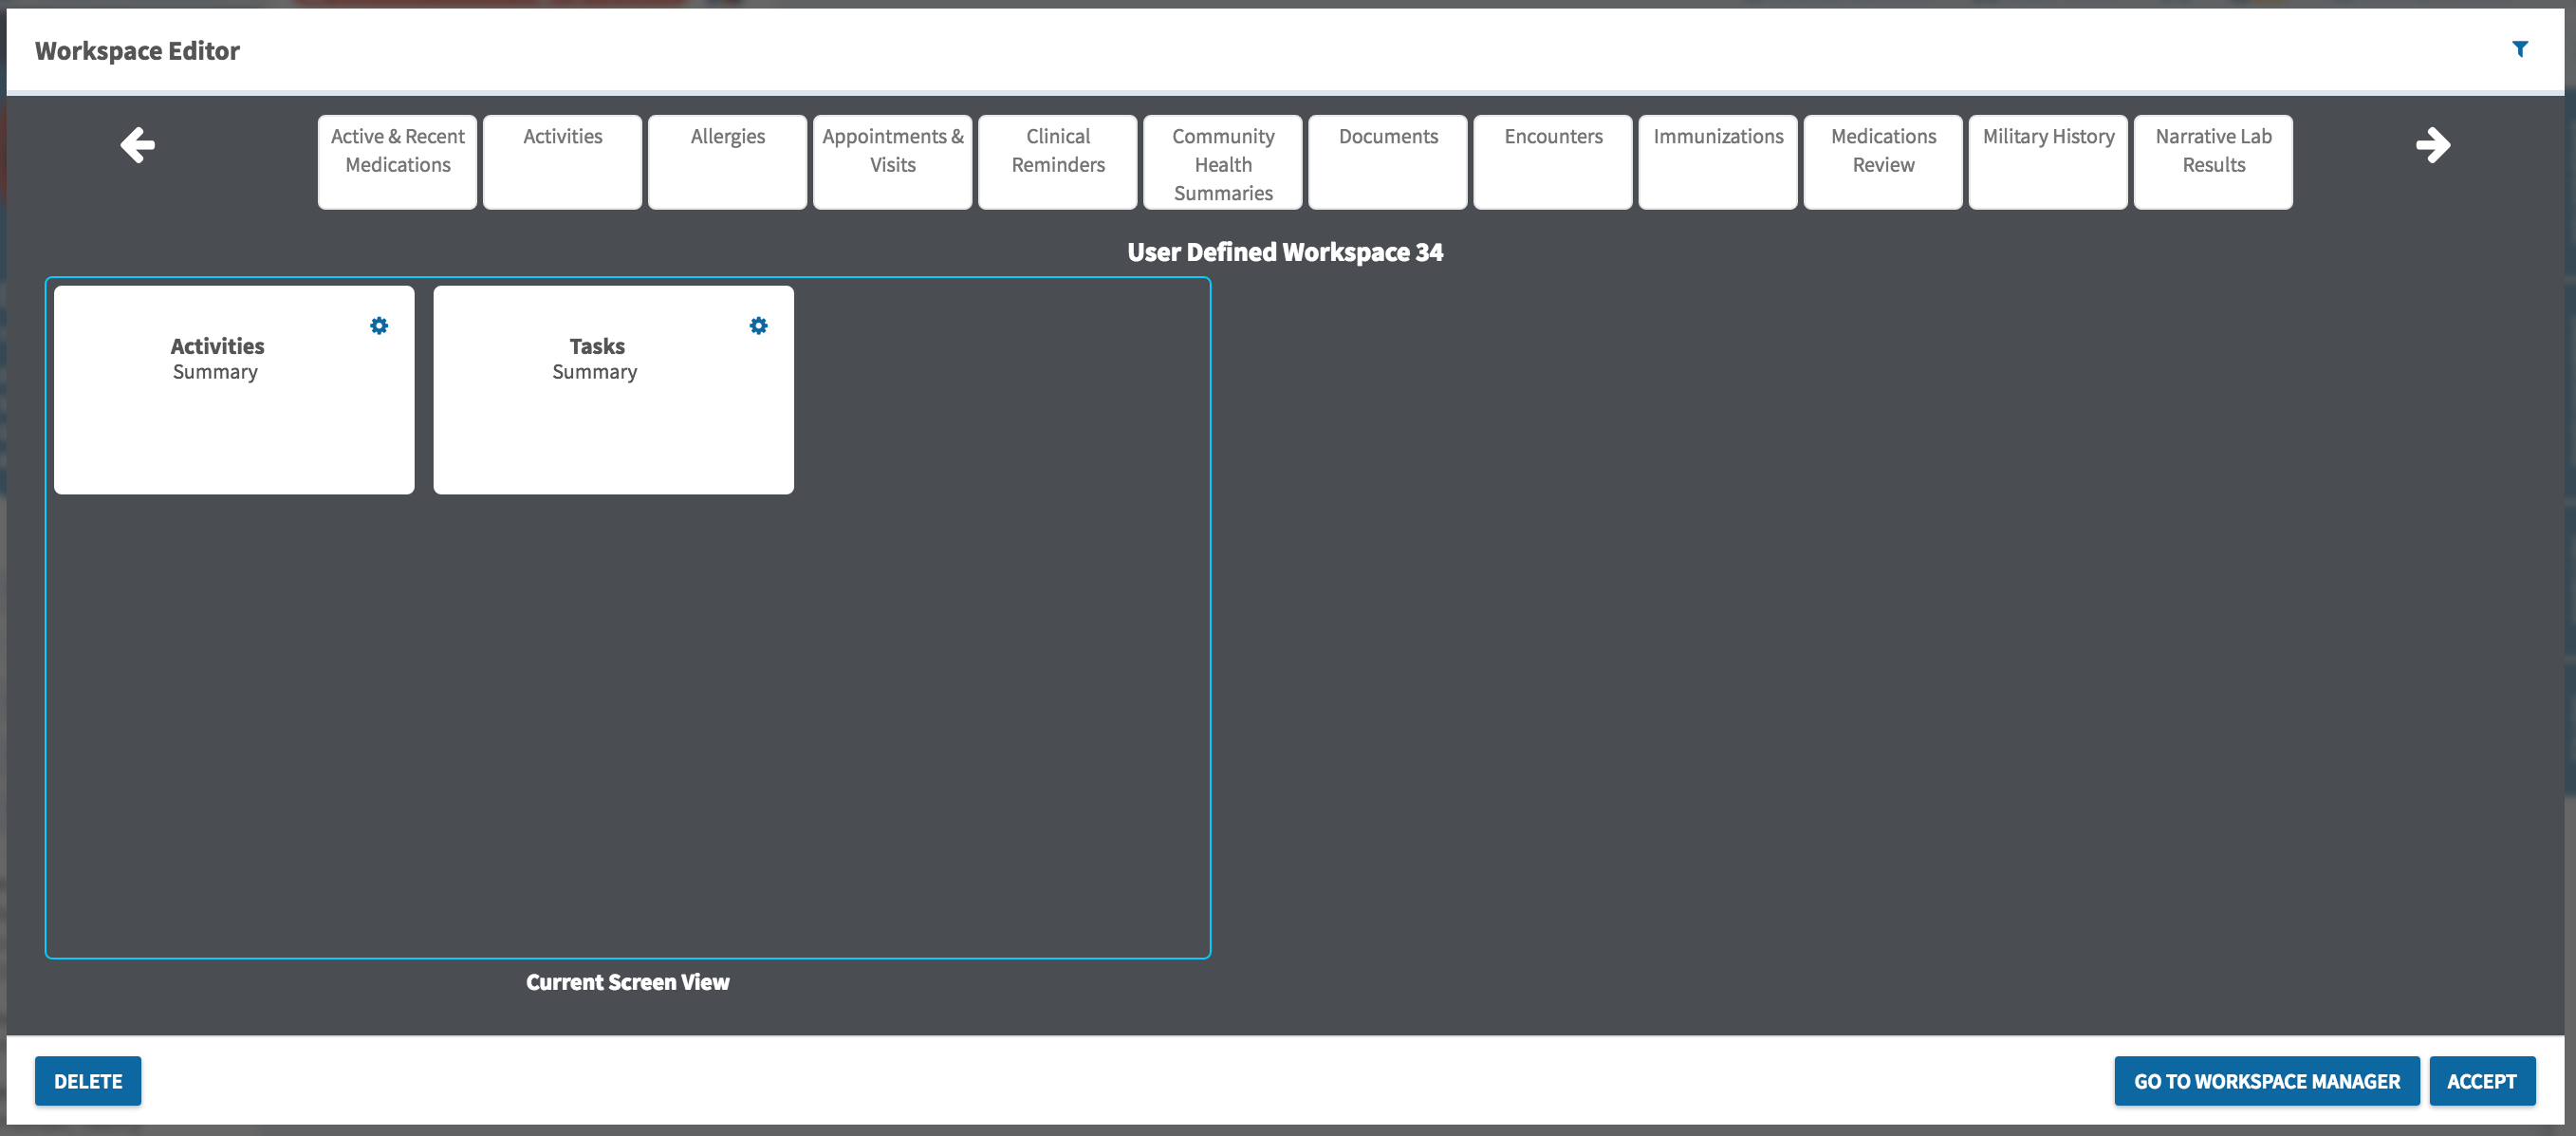 Workspace Editor
Active & Recent
Medications
Activities
Allergies
Appointments &
Visits
Clinical
Reminders
Community
Health
Summaries
Documents
Encounters
Immunizations
Medications
Review
Military History
Narrative Lab
Results
User Defined Workspace 34
Activities
Summary
Tasks
Summary
Current Screen View
DELETE
GO TO WORKSPACE MANAGER
ACCEPT